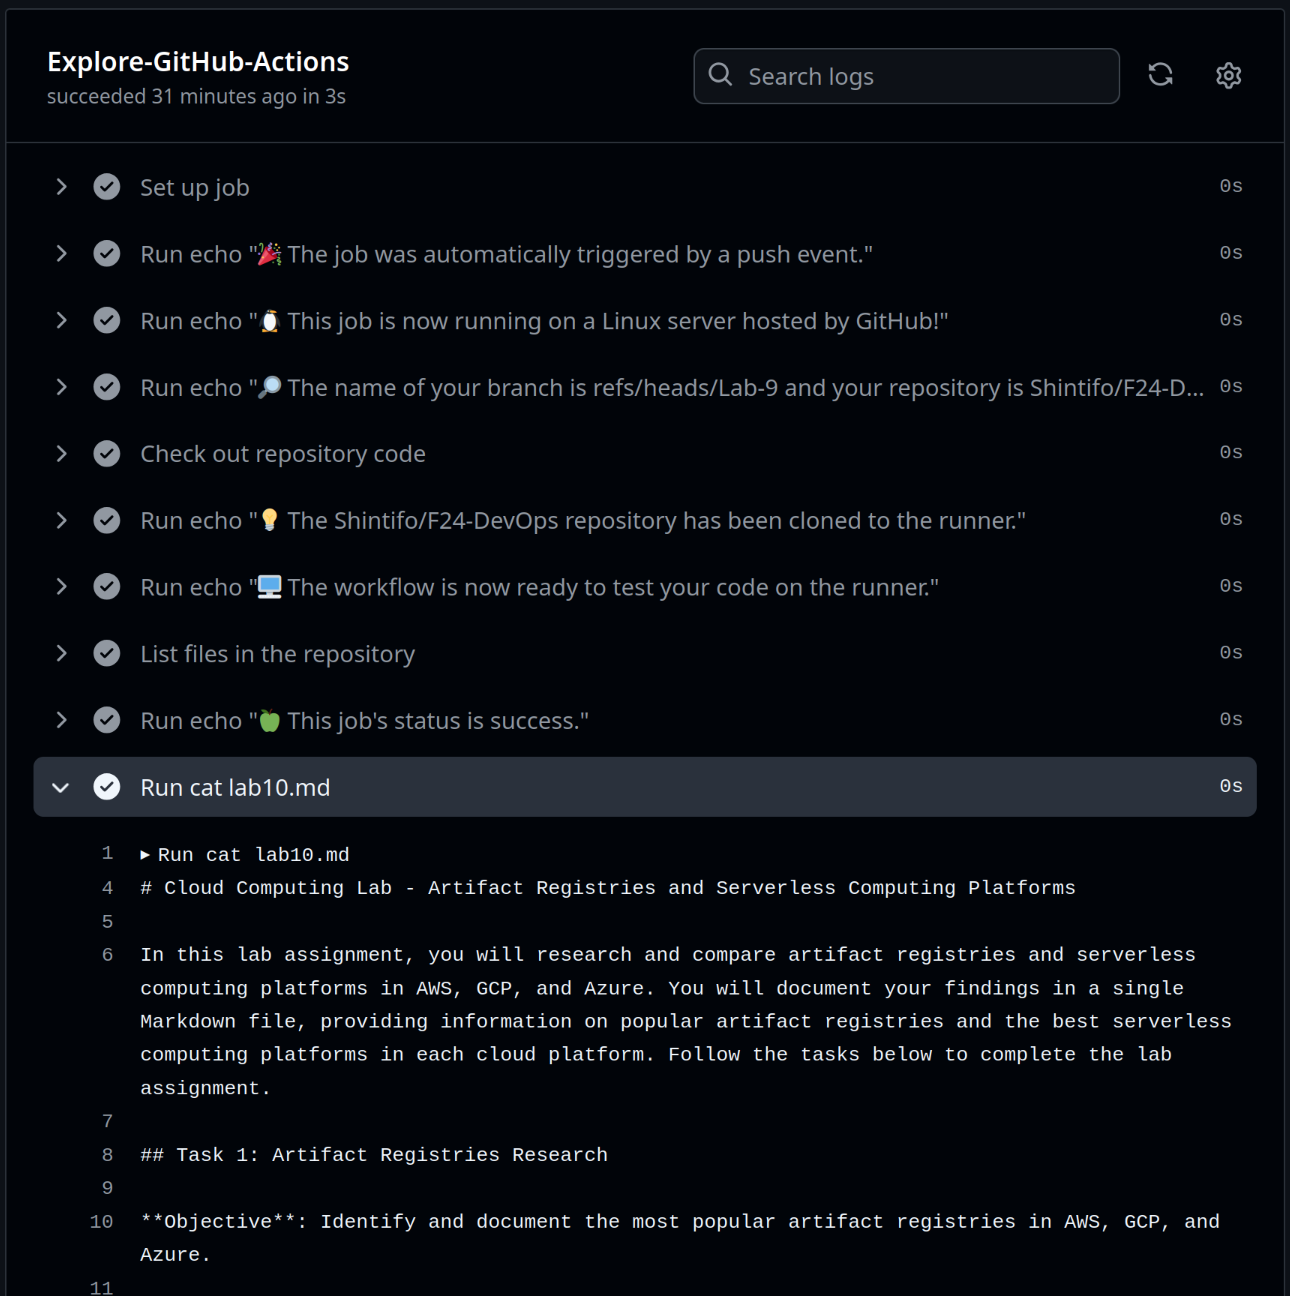 Explore-GitHub-Actions
succeeded 31 minutes ago in 3s
Search logs
Set up job 0s
Run echo "🎉 The job was automatically triggered by a push event." 0s
Run echo "🐧 This job is now running on a Linux server hosted by GitHub!" 0s
Run echo "🔎 The name of your branch is refs/heads/Lab-9 and your repository is Shintifo/F24-D... 0s
Check out repository code 0s
Run echo "💡 The Shintifo/F24-DevOps repository has been cloned to the runner." 0s
Run echo "🖥️ The workflow is now ready to test your code on the runner." 0s
List files in the repository 0s
Run echo "🍏 This job's status is success." 0s
Run cat lab10.md 0s
1 ▶ Run cat lab10.md
4 # Cloud Computing Lab - Artifact Registries and Serverless Computing Platforms
5
6 In this lab assignment, you will research and compare artifact registries and serverless
computing platforms in AWS, GCP, and Azure. You will document your findings in a single
Markdown file, providing information on popular artifact registries and the best serverless
computing platforms in each cloud platform. Follow the tasks below to complete the lab
assignment.
7
8 ## Task 1: Artifact Registries Research
9
10 **Objective**: Identify and document the most popular artifact registries in AWS, GCP, and
Azure.
11